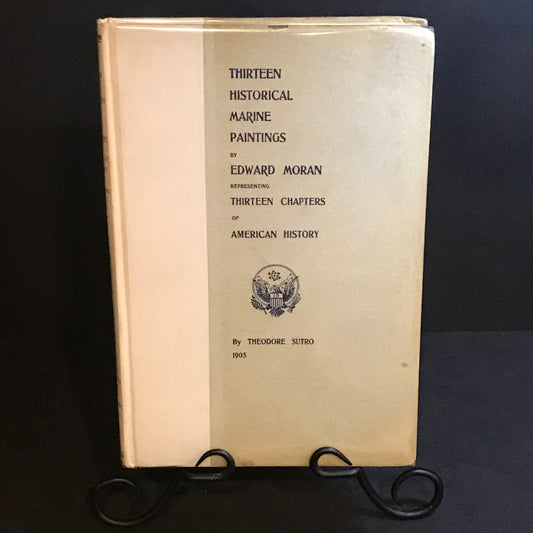 THIRTEEN
HISTORICAL
MARINE
PAINTINGS
BY
EDWARD MORAN
REPRESENTING
THIRTEEN CHAPTERS
OF
AMERICAN HISTORY
By THEODORE SUTRO
1905